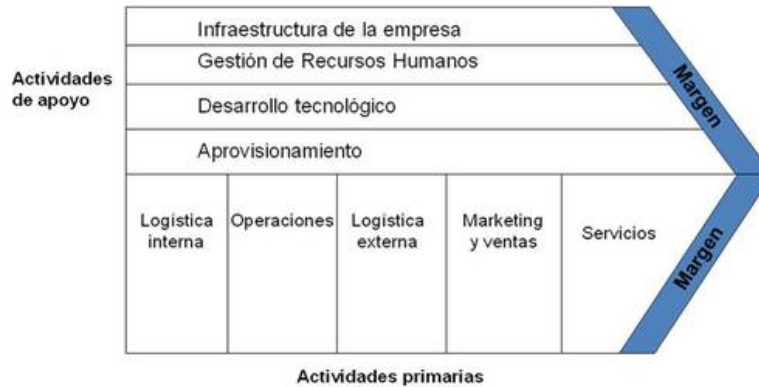 Infraestructura de la empresa
Gestión de Recursos Humanos
Actividades
de apoyo
Desarrollo tecnológico
Aprovisionamiento
Margen
Logística
interna
Operaciones
Logística
externa
Marketing
y ventas
Servicios
Margen
Actividades primarias